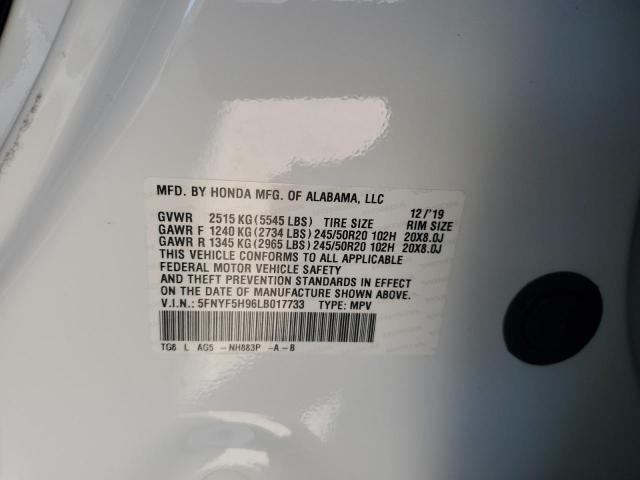 MFD. BY HONDA MFG. OF ALABAMA, LLC
12/'19
GVWR 2515 KG (5545 LBS) TIRE SIZE RIM SIZE
GAWR F 1240 KG (2734 LBS) 245/50R20 102H 20X8.0J
GAWR R 1345 KG (2965 LBS) 245/50R20 102H 20X8.0J
THIS VEHICLE CONFORMS TO ALL APPLICABLE
FEDERAL MOTOR VEHICLE SAFETY
AND THEFT PREVENTION STANDARDS IN EFFECT
ON THE DATE OF MANUFACTURE SHOWN ABOVE.
V.I.N.: 5FNYF5H96LB017733 TYPE: MPV
TG8 L AG5 -NH883P -A-B